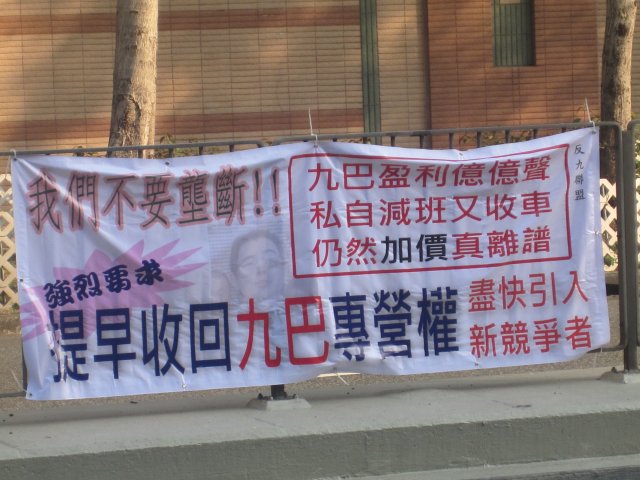 我們不要壟斷!!
九巴盈利億億聲
私自減班又收車
仍然加價真離譜
反九聯盟
強烈要求
提早收回九巴專營權
盡快引入
新競爭者